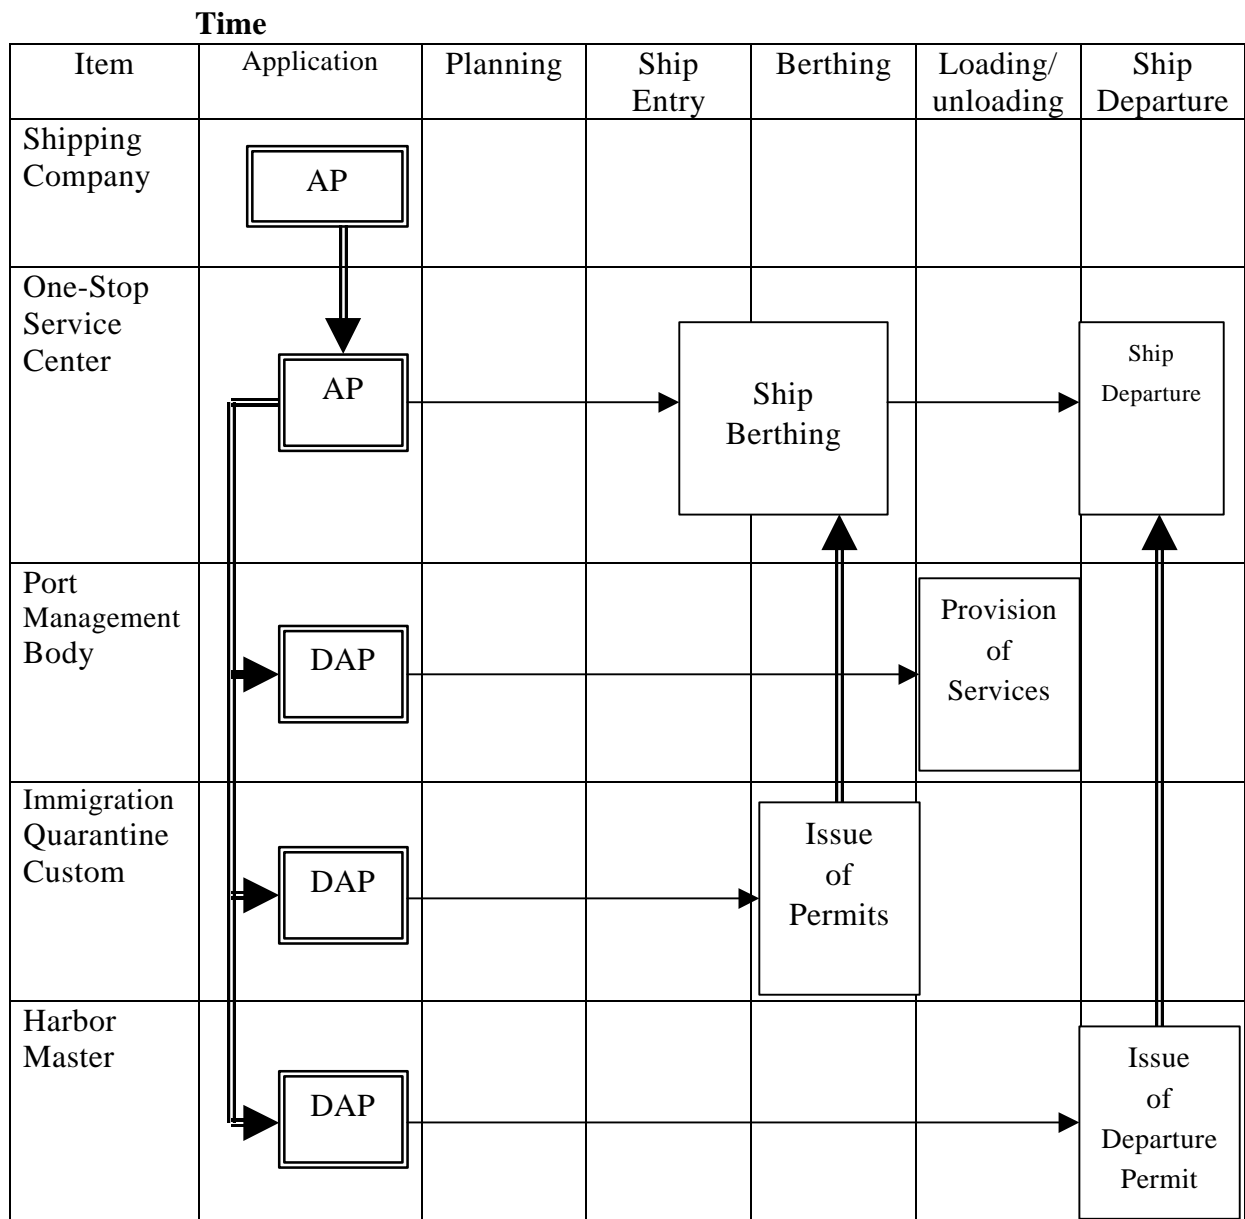 Time
Item
Application
Planning
Ship
Entry
Berthing
Loading/
unloading
Ship
Departure
Shipping
Company
AP
One-Stop
Service
Center
AP
Ship
Berthing
Ship
Departure
Port
Management
Body
DAP
Provision
of
Services
Immigration
Quarantine
Custom
DAP
Issue
of
Permits
Harbor
Master
DAP
Issue
of
Departure
Permit